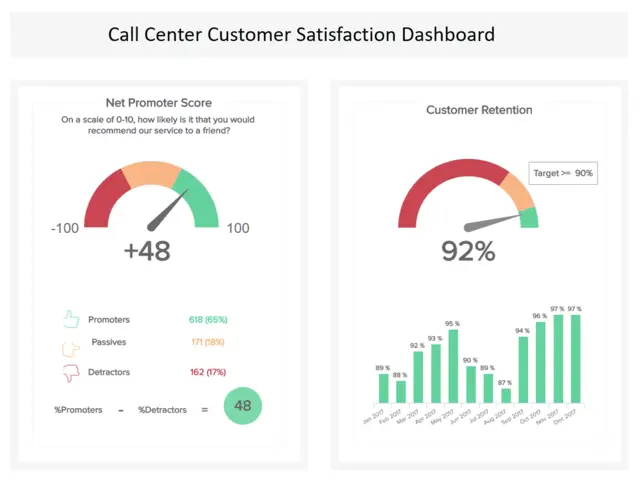 Call Center Customer Satisfaction Dashboard
Net Promoter Score
On a scale of 0-10, how likely is it that you would
recommend our service to a friend?
-100
100
+48
Promoters 618 (65%)
Passives 171 (18%)
Detractors 162 (17%)
%Promoters - %Detractors = 48
Customer Retention
Target >= 90%
92%
89 %
88 %
92 %
93 %
95 %
90 %
89 %
87 %
94 %
96 %
97 %
97 %
Jan 2017
Feb 2017
Mar 2017
Apr 2017
May 2017
Jun 2017
Jul 2017
Aug 2017
Sep 2017
Oct 2017
Nov 2017
Dec 2017